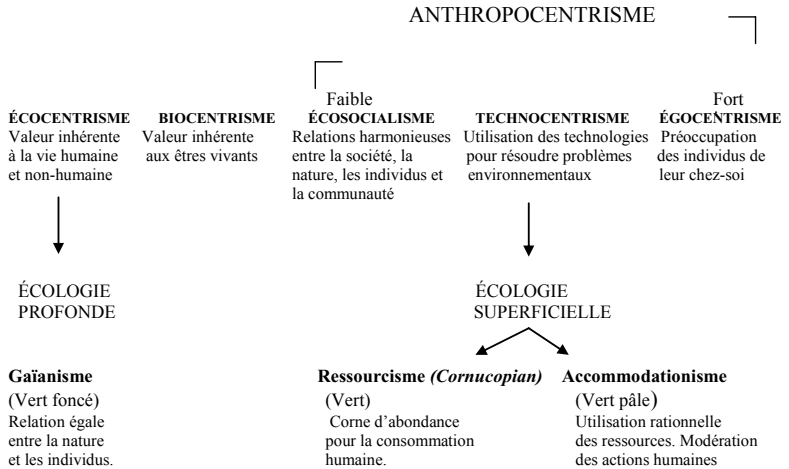 ANTHROPOCENTRISME
Faible Fort
ÉCOCENTRISME BIOCENTRISME ÉCOSOCIALISME TECHNOCENTRISME ÉGOCENTRISME
Valeur inhérente Valeur inhérente Relations harmonieuses Utilisation des technologies Préoccupation
à la vie humaine aux êtres vivants entre la société, la pour résoudre problèmes des individus de
et non-humaine nature, les individus et environnementaux leur chez-soi
la communauté
ÉCOLOGIE ÉCOLOGIE
PROFONDE SUPERFICIELLE
Gaïanisme Ressourcisme (Cornucopian) Accommodationisme
(Vert foncé) (Vert) (Vert pâle)
Relation égale Corne d’abondance Utilisation rationnelle
entre la nature pour la consommation des ressources. Modération
et les individus. humaine. des actions humaines